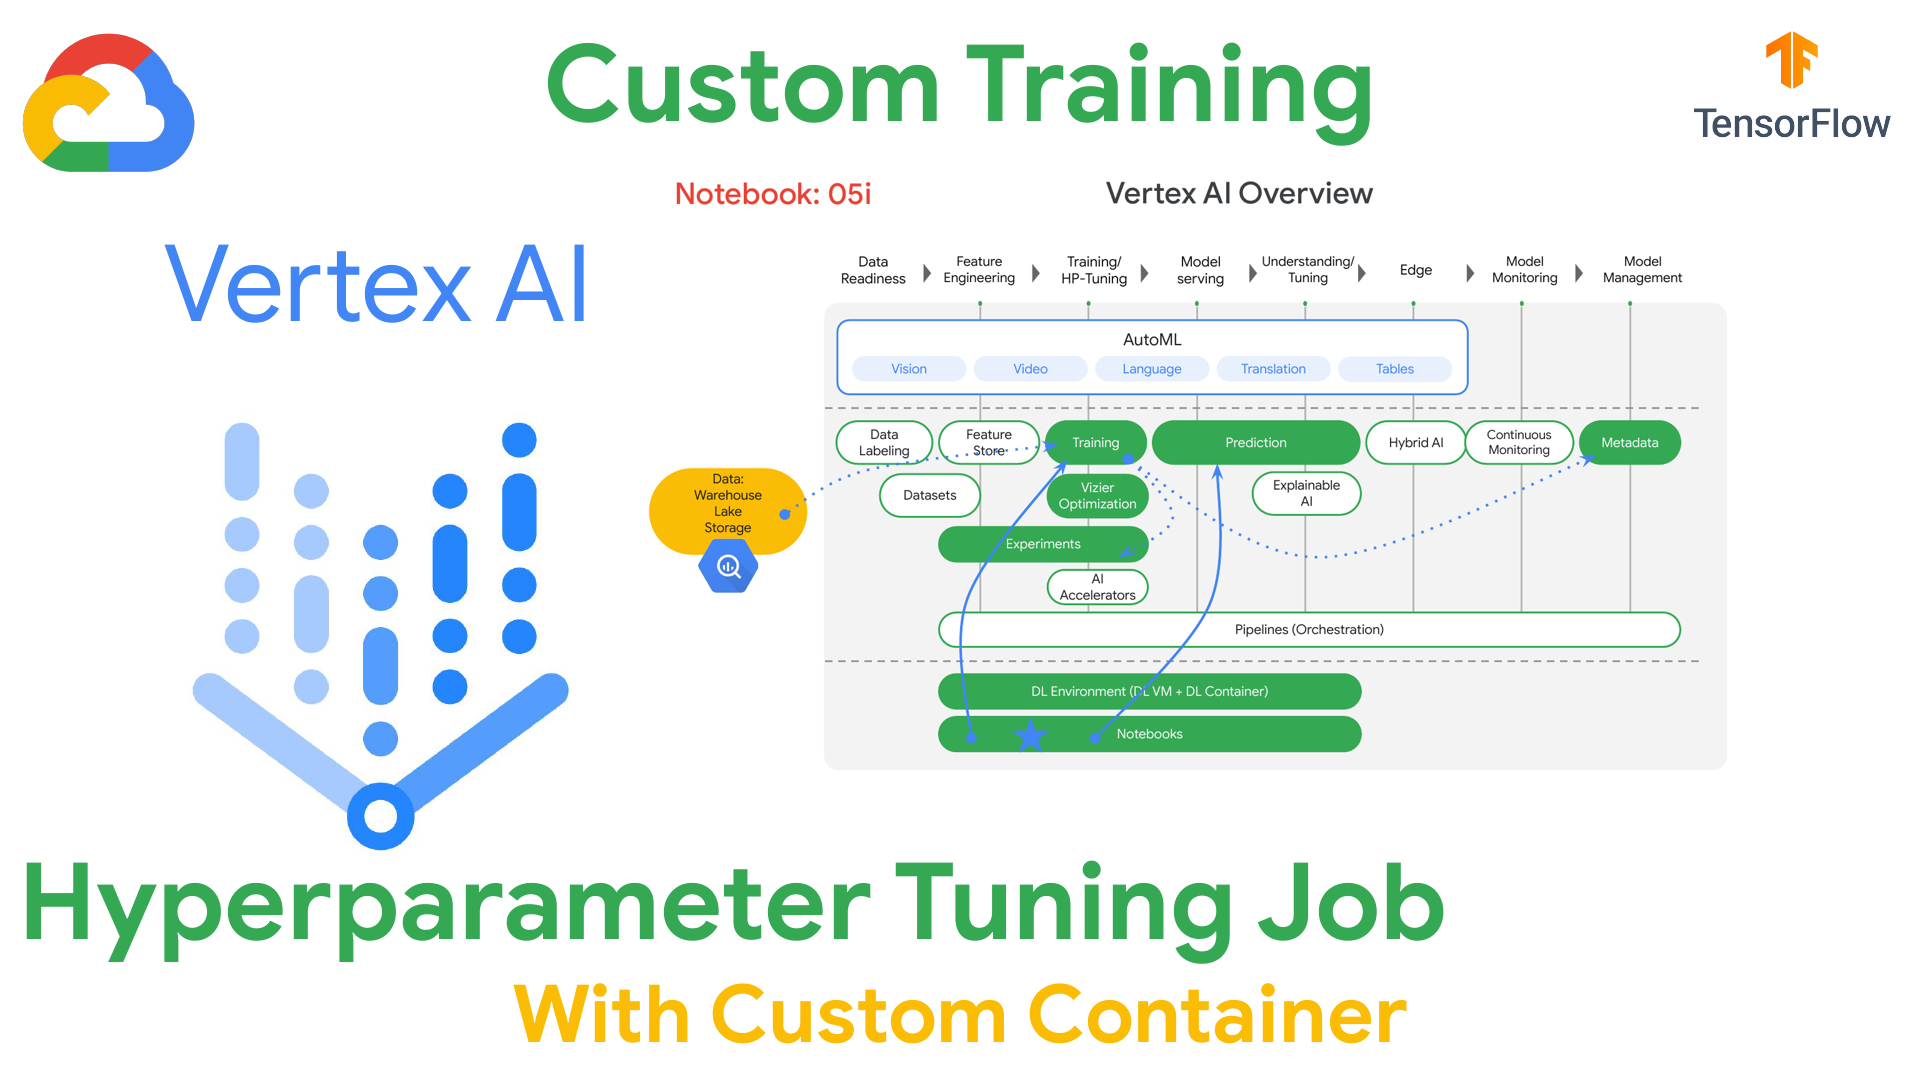 Custom Training
TensorFlow
Notebook: 05i
Vertex AI Overview
Vertex AI
Data
Readiness
Feature
Engineering
Training/
HP-Tuning
Model
serving
Understanding/
Tuning
Edge
Model
Monitoring
Model
Management
AutoML
Vision
Video
Language
Translation
Tables
Data
Labeling
Feature
Store
Training
Prediction
Hybrid AI
Continuous
Monitoring
Metadata
Data:
Warehouse
Lake
Storage
Datasets
Vizier
Optimization
Explainable
AI
Experiments
AI
Accelerators
Pipelines (Orchestration)
DL Environment (DL VM + DL Container)
Notebooks
Hyperparameter Tuning Job
With Custom Container